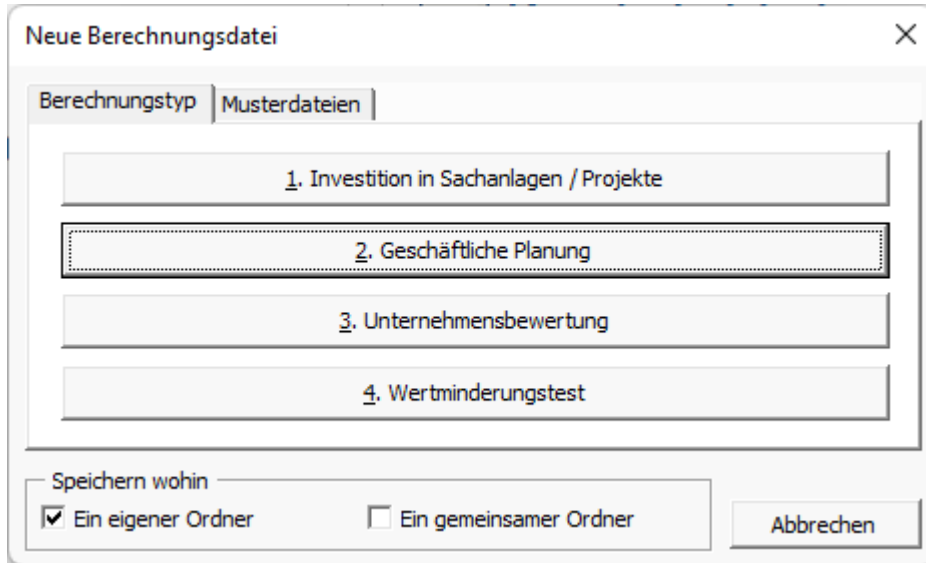 Neue Berechnungsdatei
Berechnungstyp
Musterdateien
1. Investition in Sachanlagen / Projekte
2. Geschäftliche Planung
3. Unternehmensbewertung
4. Wertminderungstest
Speichern wohin
Ein eigener Ordner
Ein gemeinsamer Ordner
Abbrechen